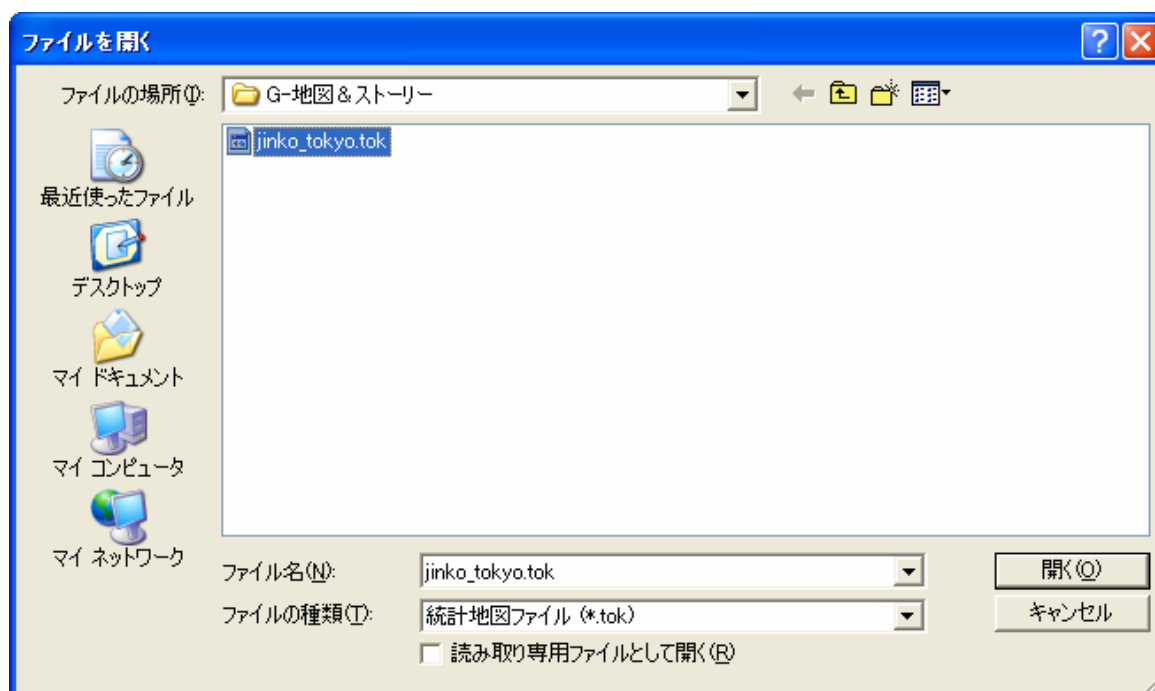 ファイルを開く
ファイルの場所(I):
G-地図&ストーリー
jinko_tokyo.tok
最近使ったファイル
デスクトップ
マイ ドキュメント
マイ コンピュータ
マイ ネットワーク
ファイル名(N):
jinko_tokyo.tok
開く(O)
ファイルの種類(T):
統計地図ファイル (*.tok)
キャンセル
読み取り専用ファイルとして開く(R)